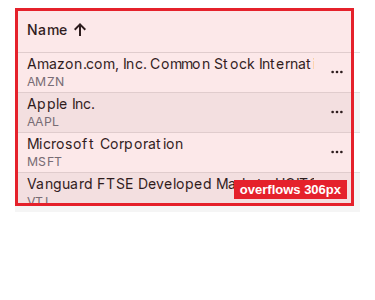 Name ↑
Amazon.com, Inc. Common Stock Internat
...
AMZN
Apple Inc.
...
AAPL
Microsoft Corporation
...
MSFT
Vanguard FTSE Developed
overflows 306px